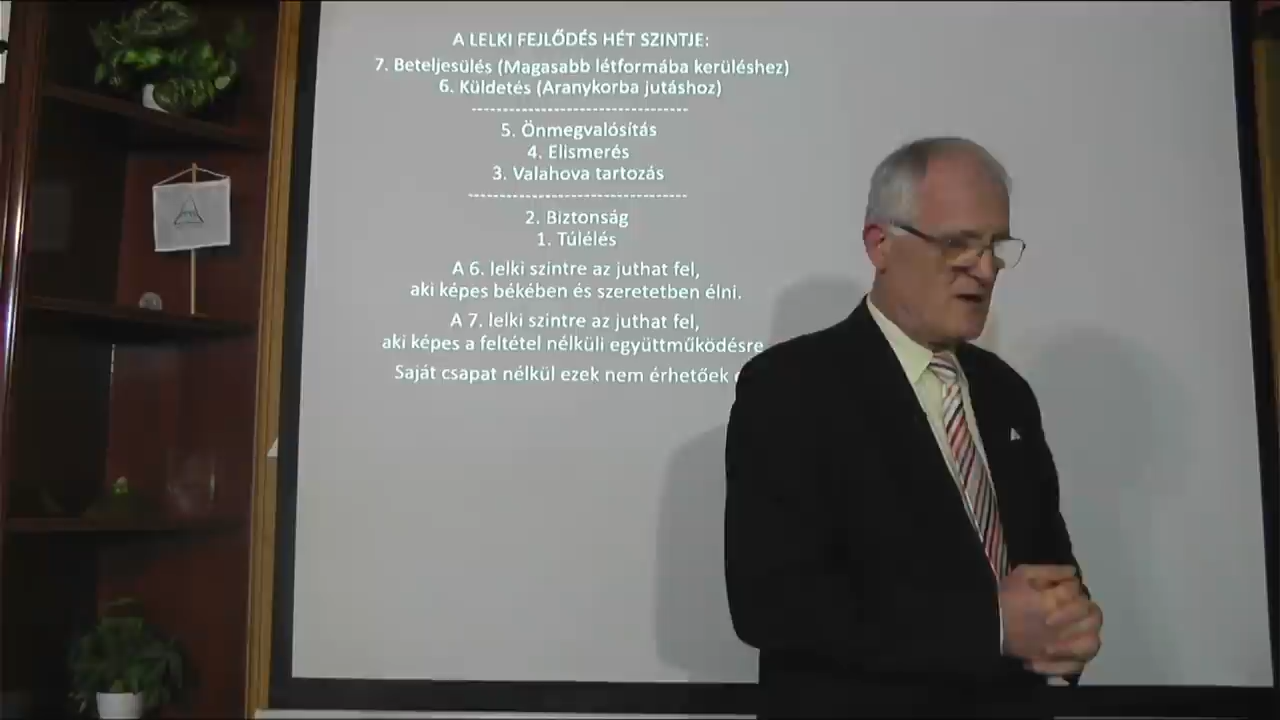 A LELKI FEJLŐDÉS HÉT SZINTJE:
7. Beteljesülés (Magasabb létformába kerüléshez)
6. Küldetés (Aranykorba jutáshoz)
----------------------------------
5. Önmegvalósítás
4. Elismerés
3. Valahova tartozás
----------------------------------
2. Biztonság
1. Túlélés
A 6. lelki szintre az juthat fel,
aki képes békében és szeretetben élni.
A 7. lelki szintre az juthat fel,
aki képes a feltétel nélküli együttműködésre
Saját csapat nélkül ezek nem érhetőek